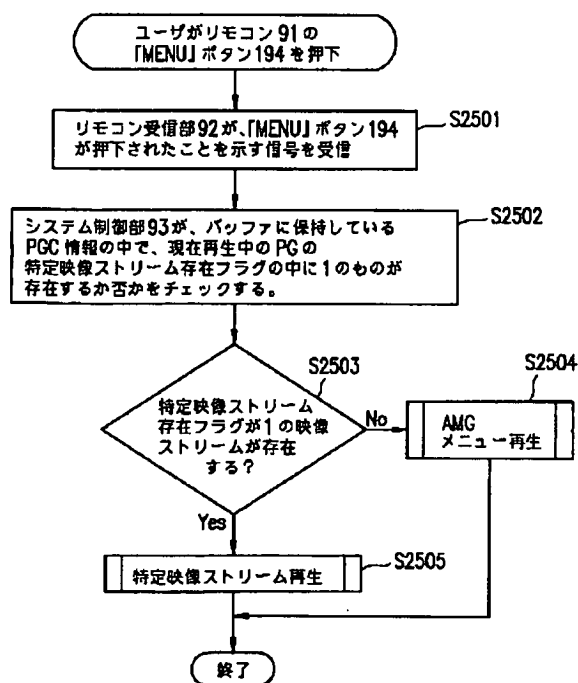 ユーザがリモコン91の
「MENU」ボタン194を押下
リモコン受信部92が、「MENU」ボタン194
が押下されたことを示す信号を受信
S2501
システム制御部93が、バッファに保持している
PGC情報の中で、現在再生中のPGの
特定映像ストリーム存在フラグの中に1のものが
存在するか否かをチェックする。
S2502
S2503
特定映像ストリーム
存在フラグが1の映像
ストリームが存在
する?
No
Yes
S2504
AMG
メニュー再生
特定映像ストリーム再生
S2505
終了